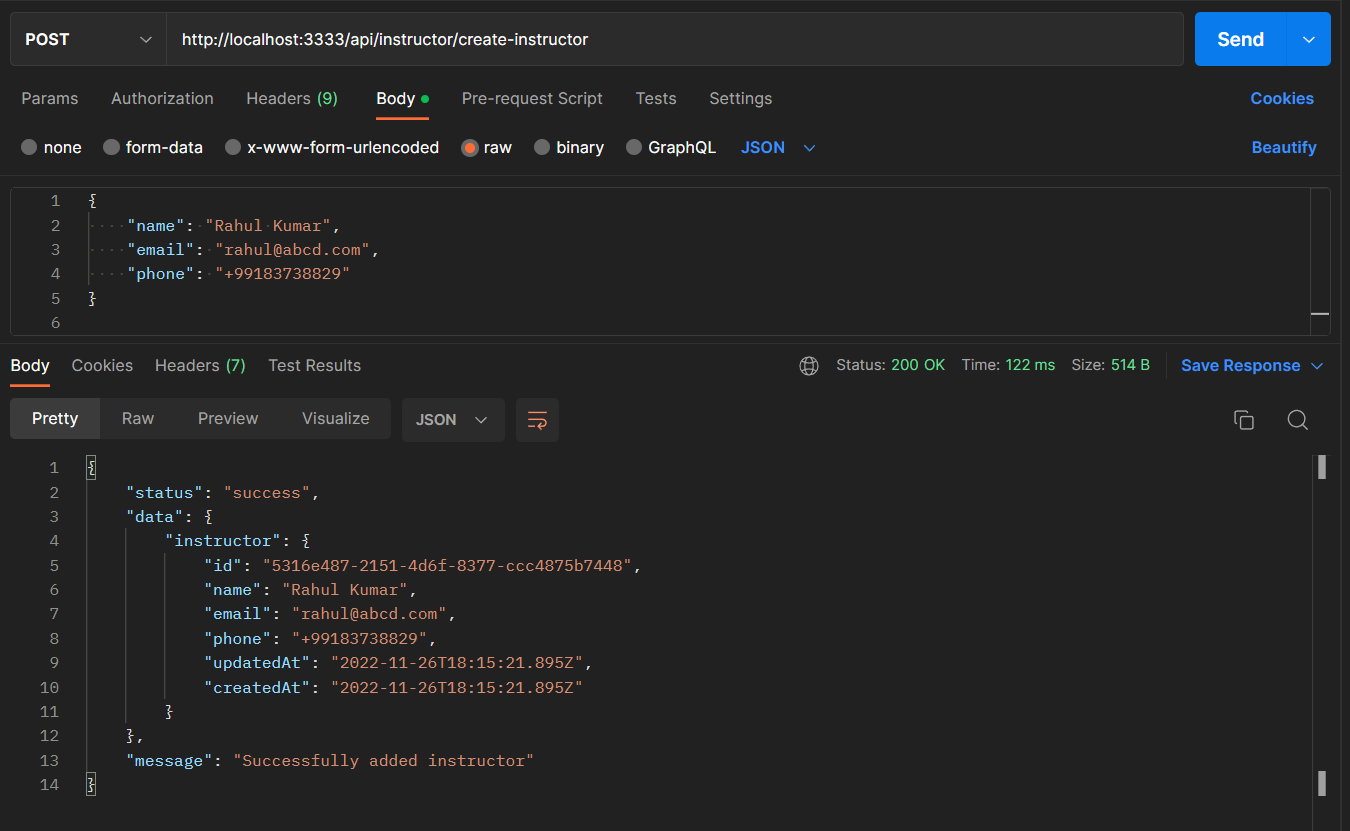 POST http://localhost:3333/api/instructor/create-instructor Send
Params Authorization Headers (9) Body Pre-request Script Tests Settings Cookies
none form-data x-www-form-urlencoded raw binary GraphQL JSON Beautify
1 {
2 "name": "Rahul Kumar",
3 "email": "rahul@abcd.com",
4 "phone": "+99183738829"
5 }
6
Body Cookies Headers (7) Test Results Status: 200 OK Time: 122 ms Size: 514 B Save Response
Pretty Raw Preview Visualize JSON
1 {
2 "status": "success",
3 "data": {
4 "instructor": {
5 "id": "5316e487-2151-4d6f-8377-ccc4875b7448",
6 "name": "Rahul Kumar",
7 "email": "rahul@abcd.com",
8 "phone": "+99183738829",
9 "updatedAt": "2022-11-26T18:15:21.895Z",
10 "createdAt": "2022-11-26T18:15:21.895Z"
11 }
12 },
13 "message": "Successfully added instructor"
14 }